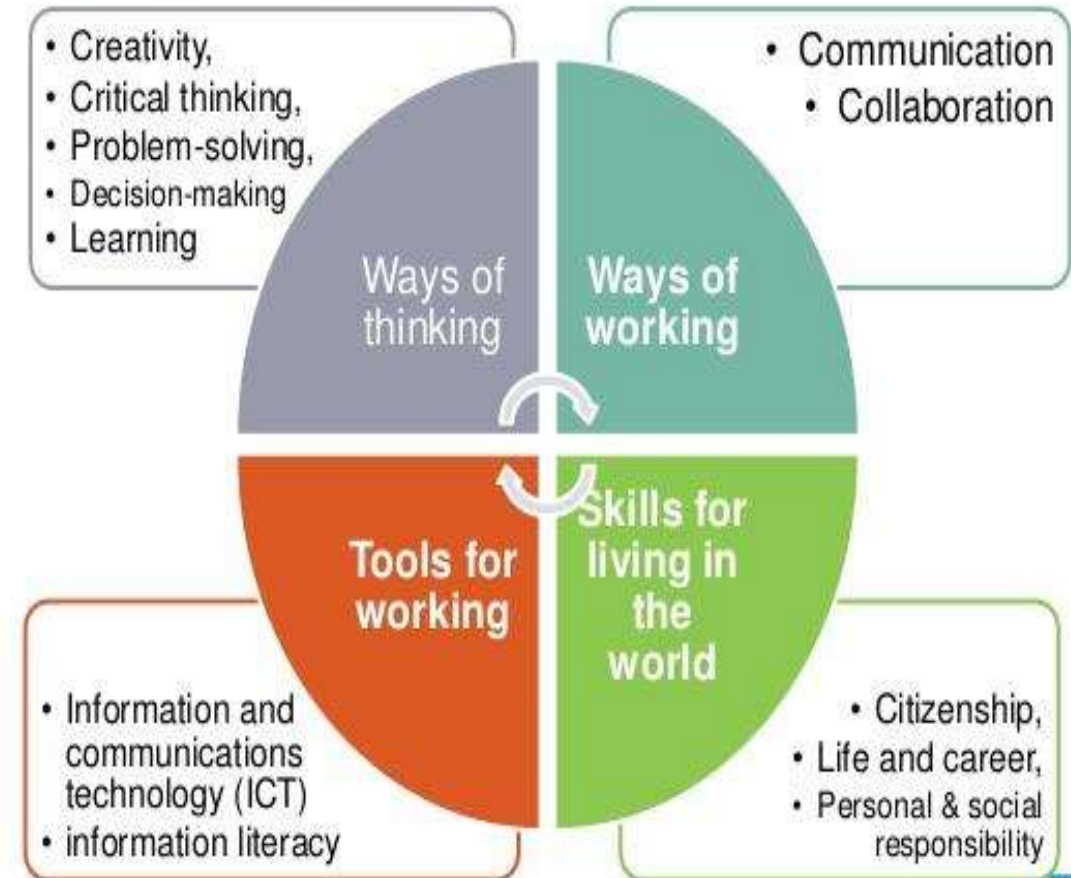 • Creativity,
• Critical thinking,
• Problem-solving,
• Decision-making
• Learning
• Communication
• Collaboration
Ways of
thinking
Ways of
working
Tools for
working
Skills for
living in
the
world
• Information and
communications
technology (ICT)
• information literacy
• Citizenship,
• Life and career,
• Personal & social
responsibility